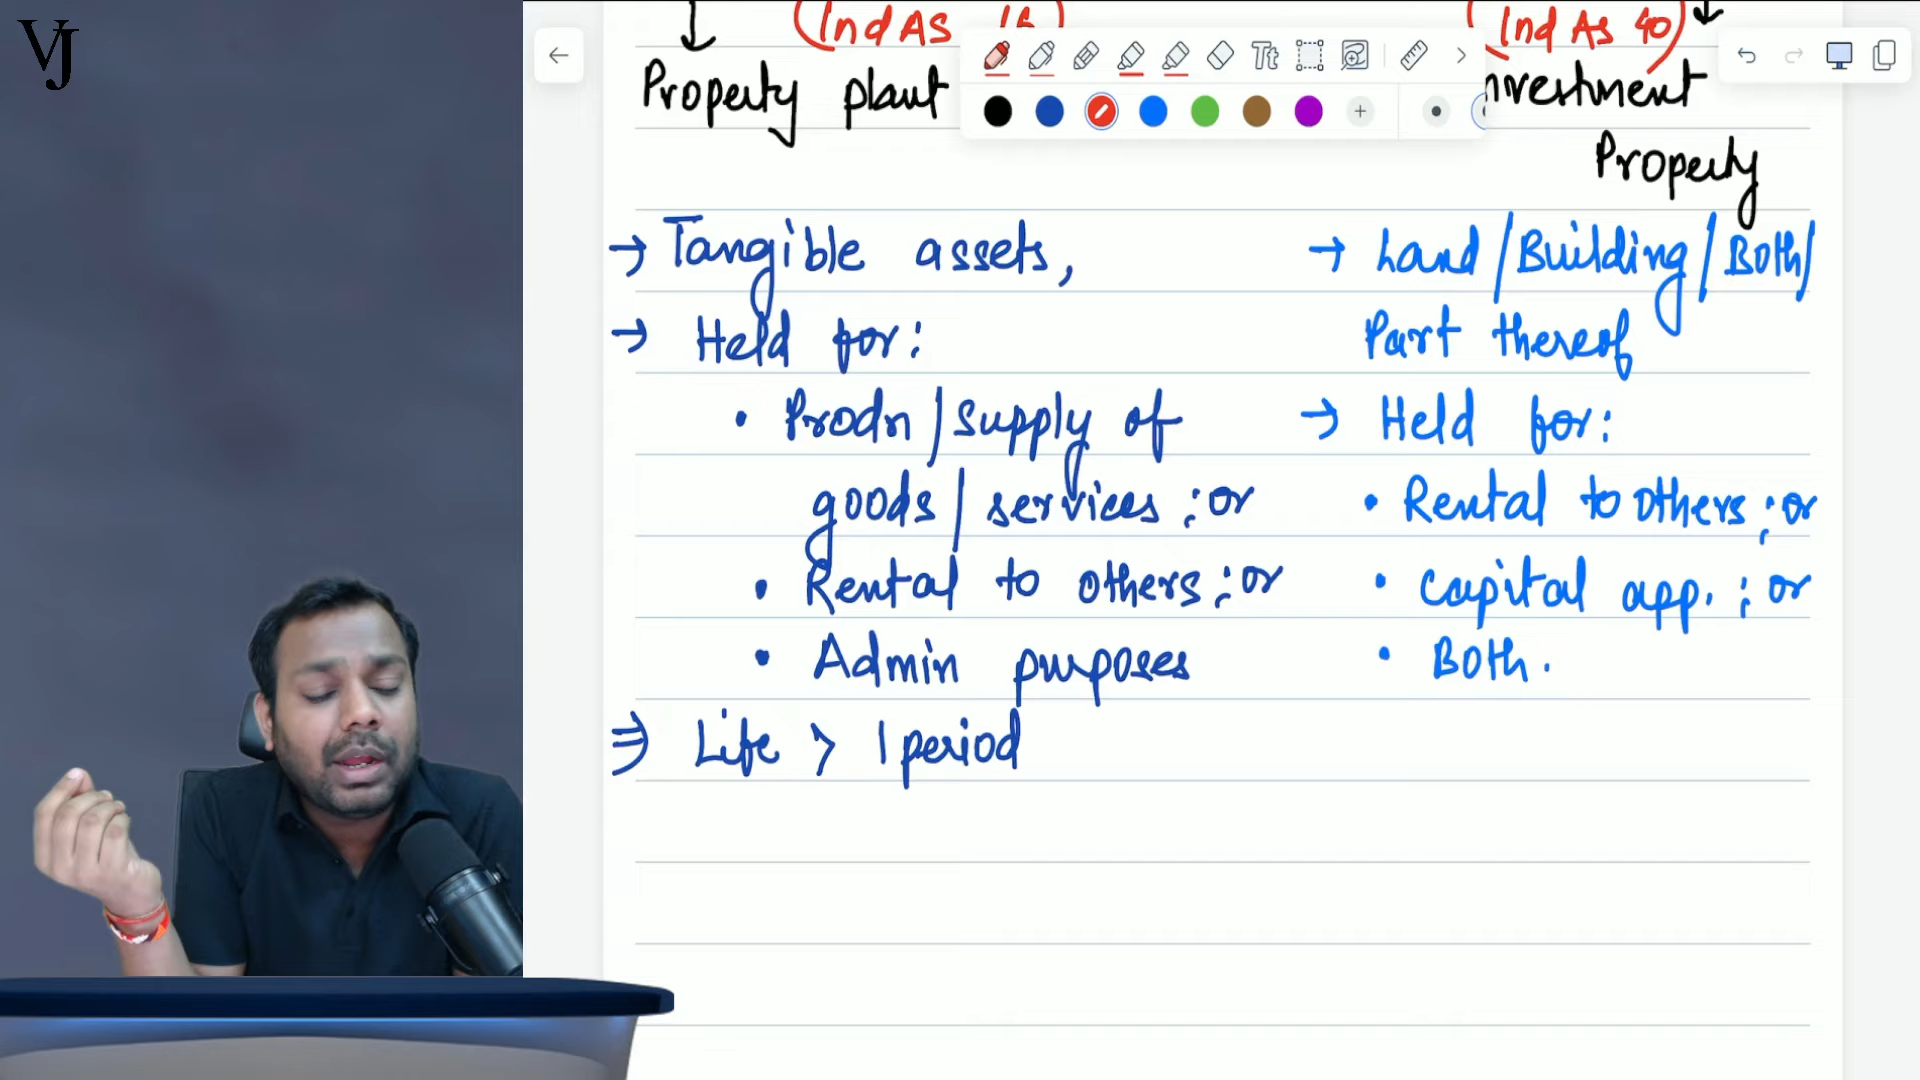 VJ
(Ind AS 16)
(Ind AS 40)
Property plant
nvestment
Property
Tt
→ Tangible assets,
→ Held for:
• Prodn/supply of
goods/services ; or
• Rental to others ; or
• Admin purposes
⇒ Life > 1 period
→ Land/Building/Both/
Part thereof
→ Held for:
• Rental to others ; or
• Capital app. ; or
• Both.